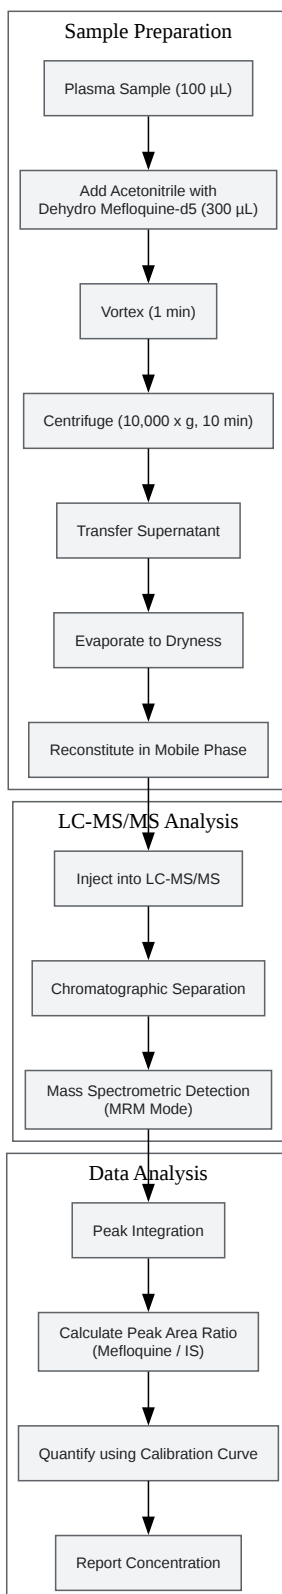 Sample Preparation
Plasma Sample (100 µL)
Add Acetonitrile with
Dehydro Mefloquine-d5 (300 µL)
Vortex (1 min)
Centrifuge (10,000 x g, 10 min)
Transfer Supernatant
Evaporate to Dryness
Reconstitute in Mobile Phase
LC-MS/MS Analysis
Inject into LC-MS/MS
Chromatographic Separation
Mass Spectrometric Detection
(MRM Mode)
Data Analysis
Peak Integration
Calculate Peak Area Ratio
(Mefloquine / IS)
Quantify using Calibration Curve
Report Concentration